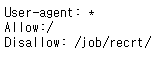 User-agent: *
Allow:/
Disallow: /job/recrt/